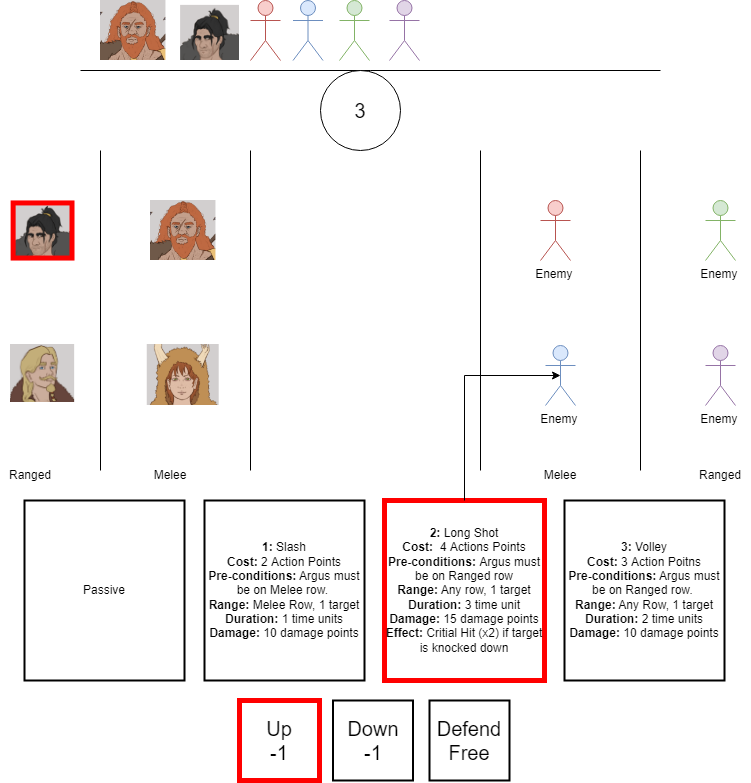 3
Enemy
Enemy
Enemy
Enemy
Ranged
Melee
Melee
Ranged
Passive
1: Slash
Cost: 2 Action Points
Pre-conditions: Argus must
be on Melee row.
Range: Melee Row, 1 target
Duration: 1 time units
Damage: 10 damage points
2: Long Shot
Cost: 4 Actions Points
Pre-conditions: Argus must
be on Ranged row
Range: Any row, 1 target
Duration: 3 time unit
Damage: 15 damage points
Effect: Critial Hit (x2) if target
is knocked down
3: Volley
Cost: 3 Action Poitns
Pre-conditions: Argus must
be on Ranged row.
Range: Any Row, 1 target
Duration: 2 time units
Damage: 10 damage points
Up
-1
Down
-1
Defend
Free